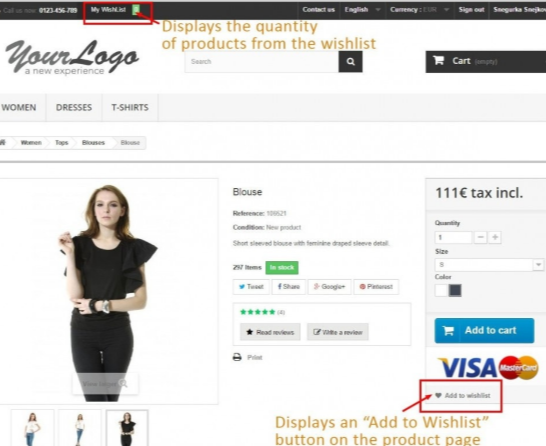 Call us now: 0123-456-789 My WishList Contact us English Currency : EUR Sign out Snegurka Snejkov
Displays the quantity
of products from the wishlist
Your Logo
a new experience
Search
Cart (empty)
WOMEN DRESSES T-SHIRTS
Women Tops Blouses Blouse
Blouse
Reference: 109521
Condition: New product
Short sleeved blouse with feminine draped sleeve detail.
297 Items In stock
Tweet Share Google+ Pinterest
(4)
Read reviews Write a review
Print
View larger
111€ tax incl.
Quantity
1
Size
S
Color
Add to cart
VISA MasterCard
Add to wishlist
Displays an “Add to Wishlist”
button on the product page